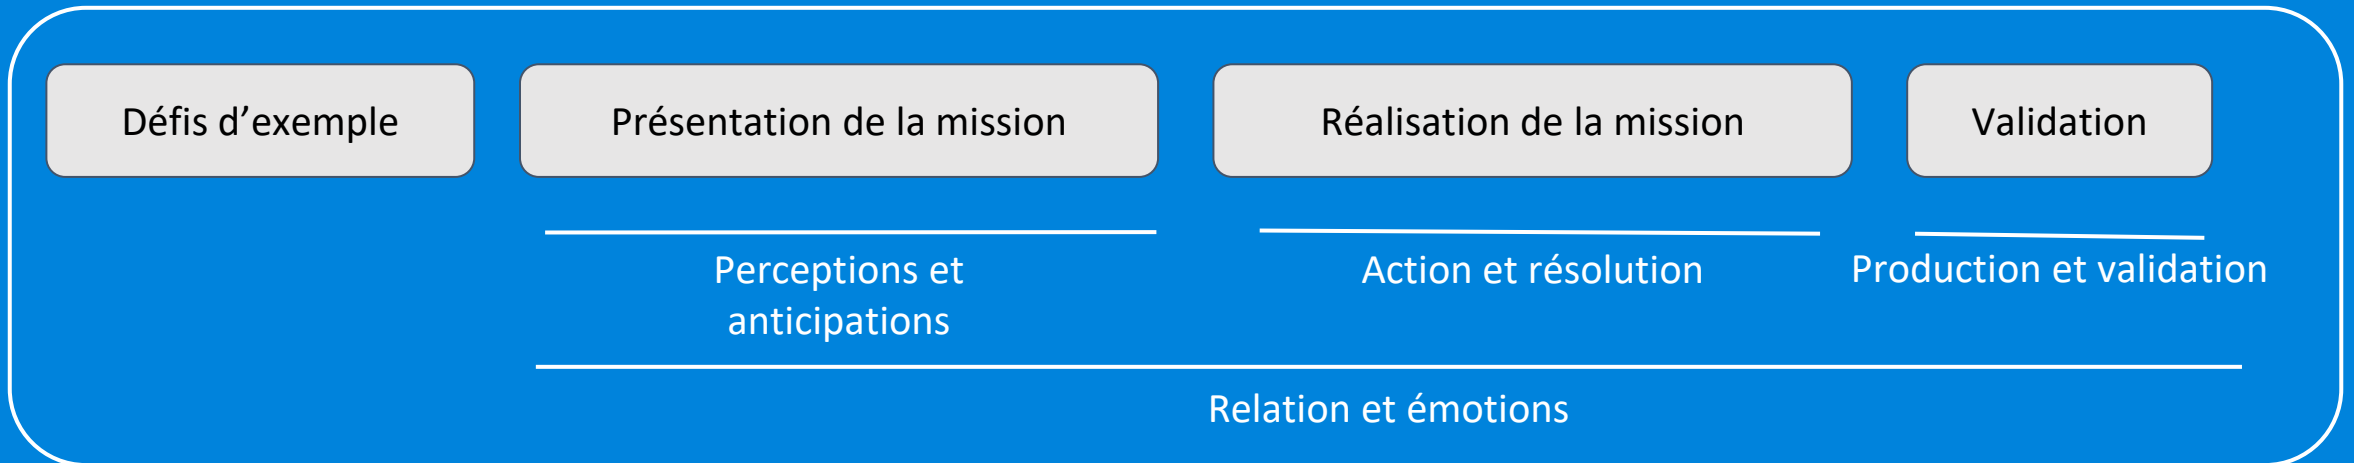 Défis d’exemple
Présentation de la mission
Réalisation de la mission
Validation
Perceptions et
anticipations
Action et résolution
Production et validation
Relation et émotions